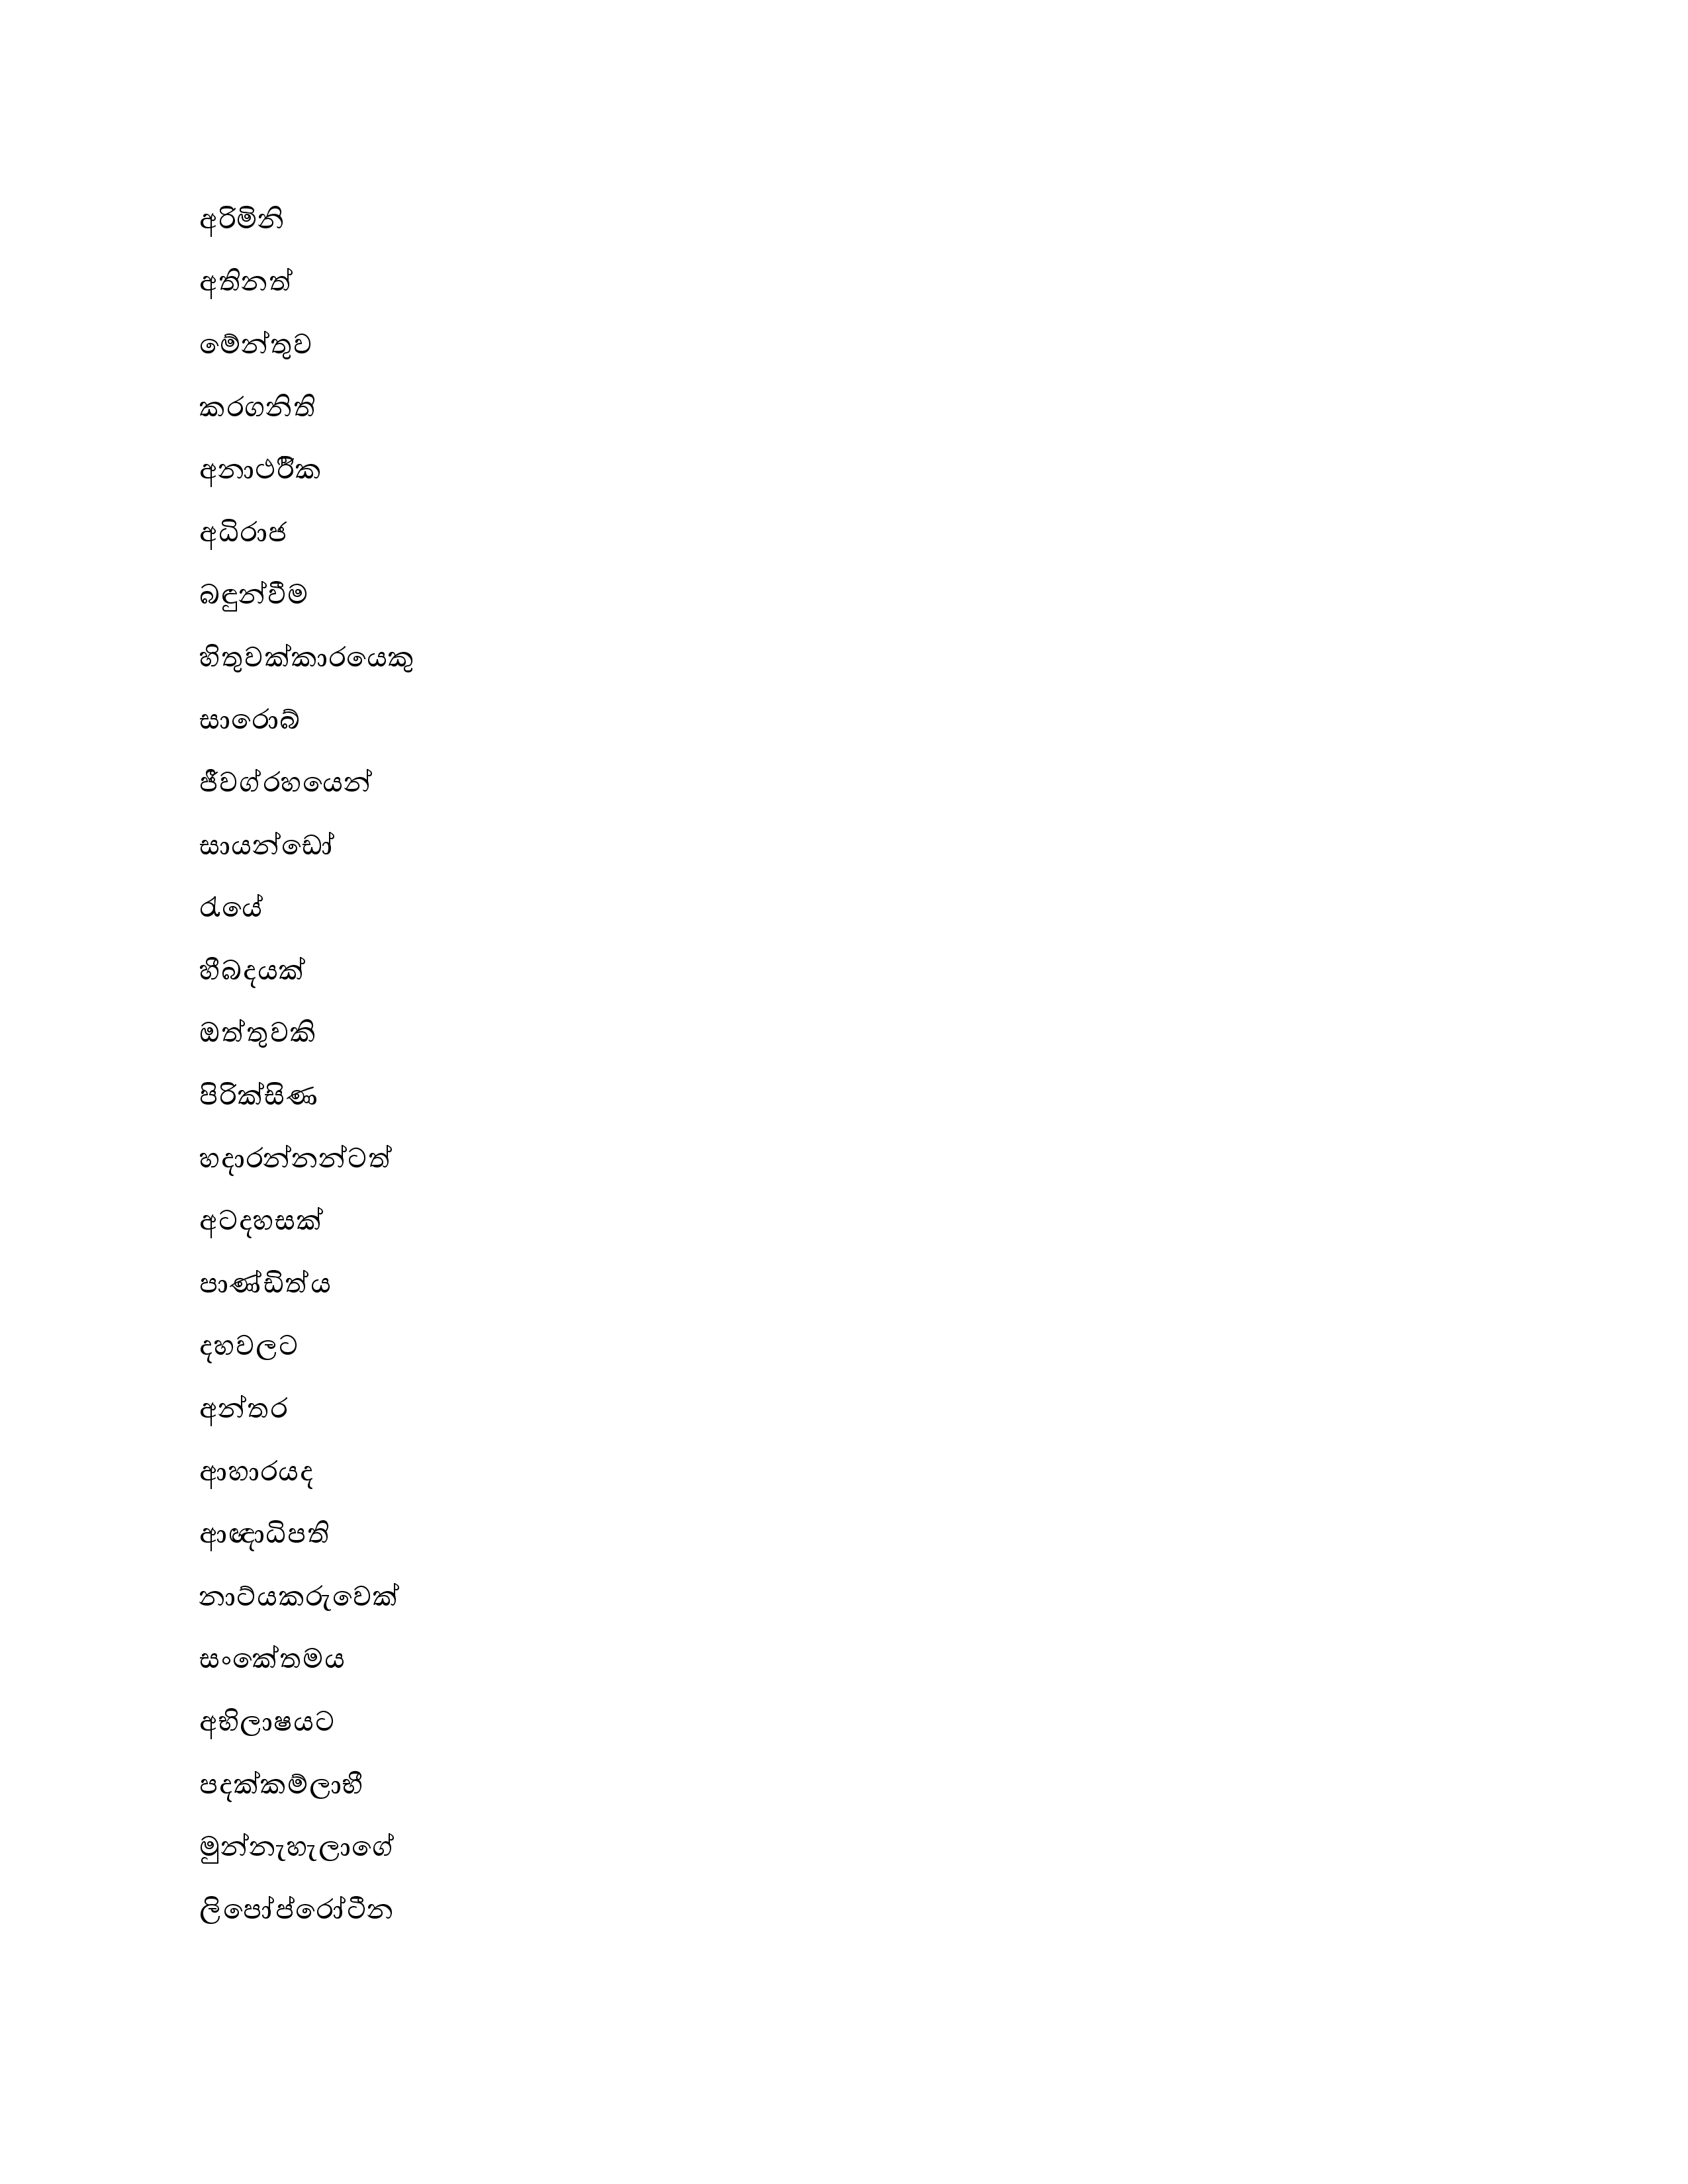 අරිමිනි
අතිනත්
මේන්තුව
කරගනිති
අනාර්ථික
අධිරාජ
බඳුන්වීම
හිතුවක්කාරයෙකු
සාරොබ්
ජීවග්රහයෙන්
සායන්ඩෝ
රැයේ
හීබදයක්
ඔත්තුවකි
පිරික්සිණ
හදාරන්නන්ටත්
අටදහසක්
පාණ්ඩිත්ය
දහවලට
අන්තර
ආහාරයද
ආඥාධිපති
නාට්යකරුවෙක්
සංකේතමය
අභිලාෂයට
පදක්කම්ලාභී
මුන්නැහැලාගේ
ලිපෝප්රෝටීන